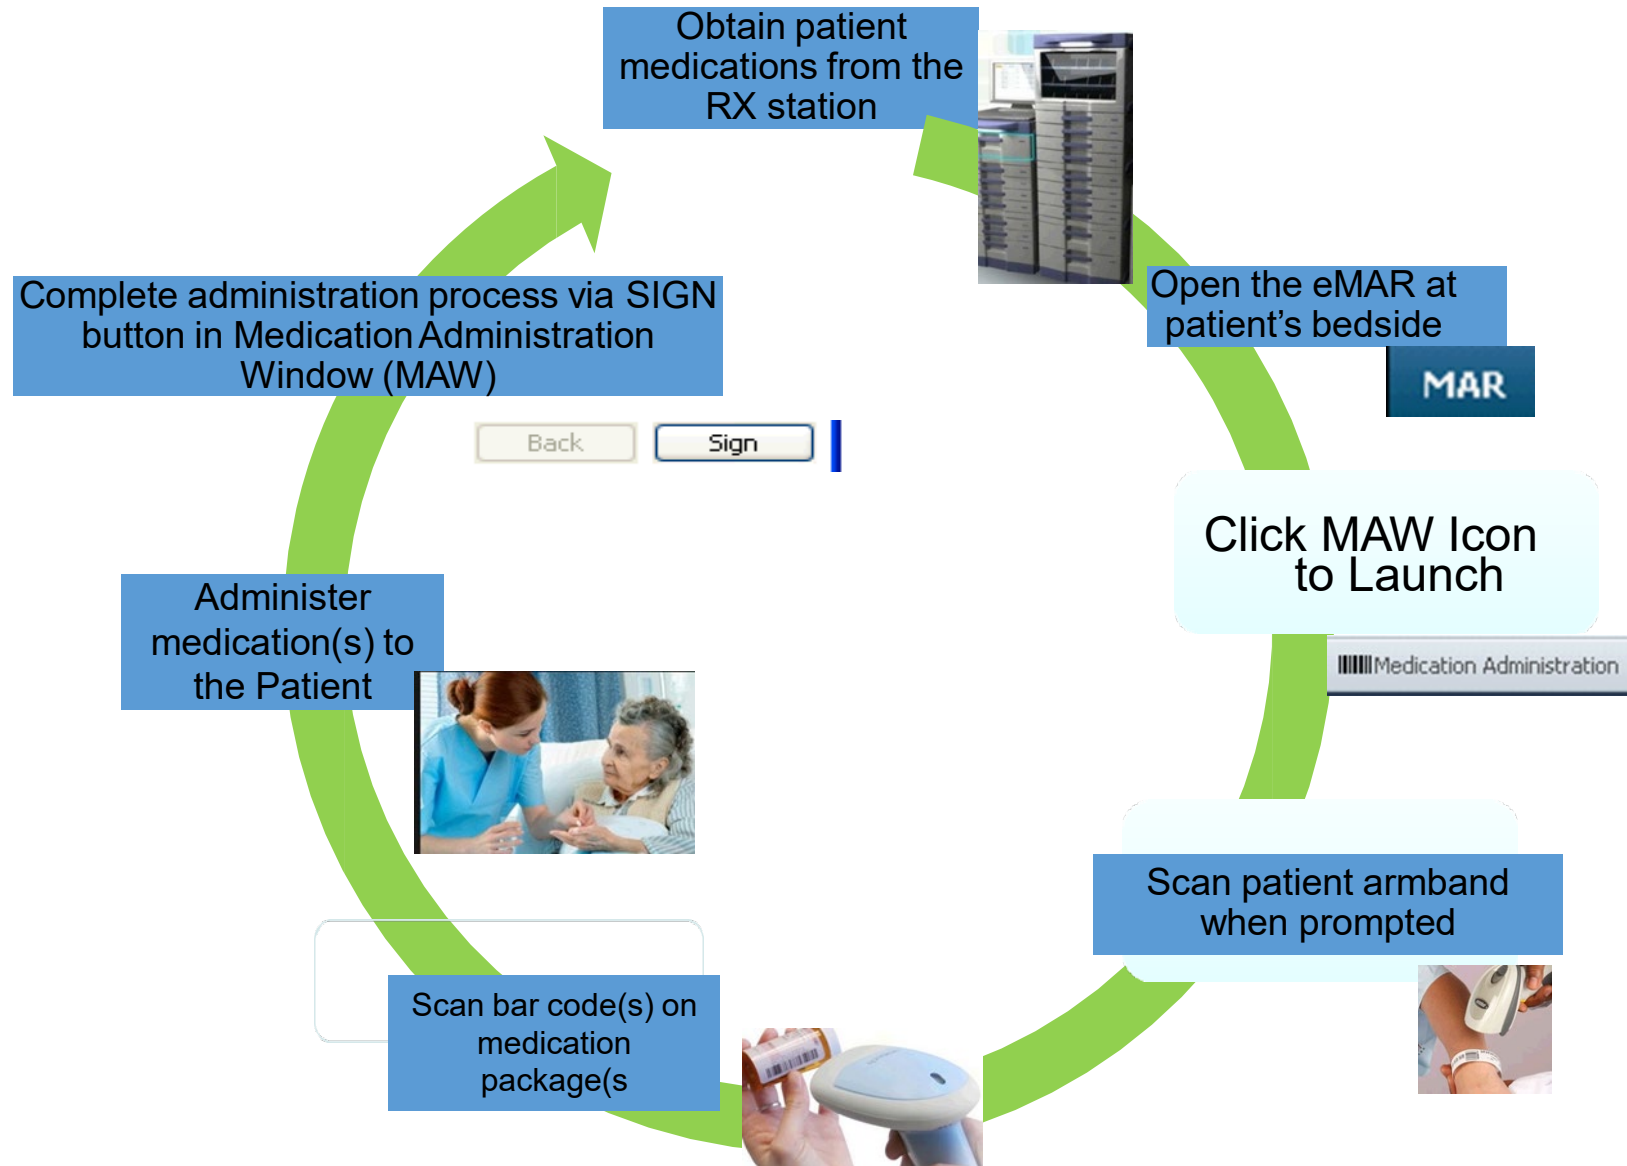 Obtain patient
medications from the
RX station
Open the eMAR at
patient’s bedside
MAR
Click MAW Icon
to Launch
Medication Administration
Scan patient armband
when prompted
Scan bar code(s) on
medication
package(s
Administer
medication(s) to
the Patient
Complete administration process via SIGN
button in Medication Administration
Window (MAW)
Back
Sign